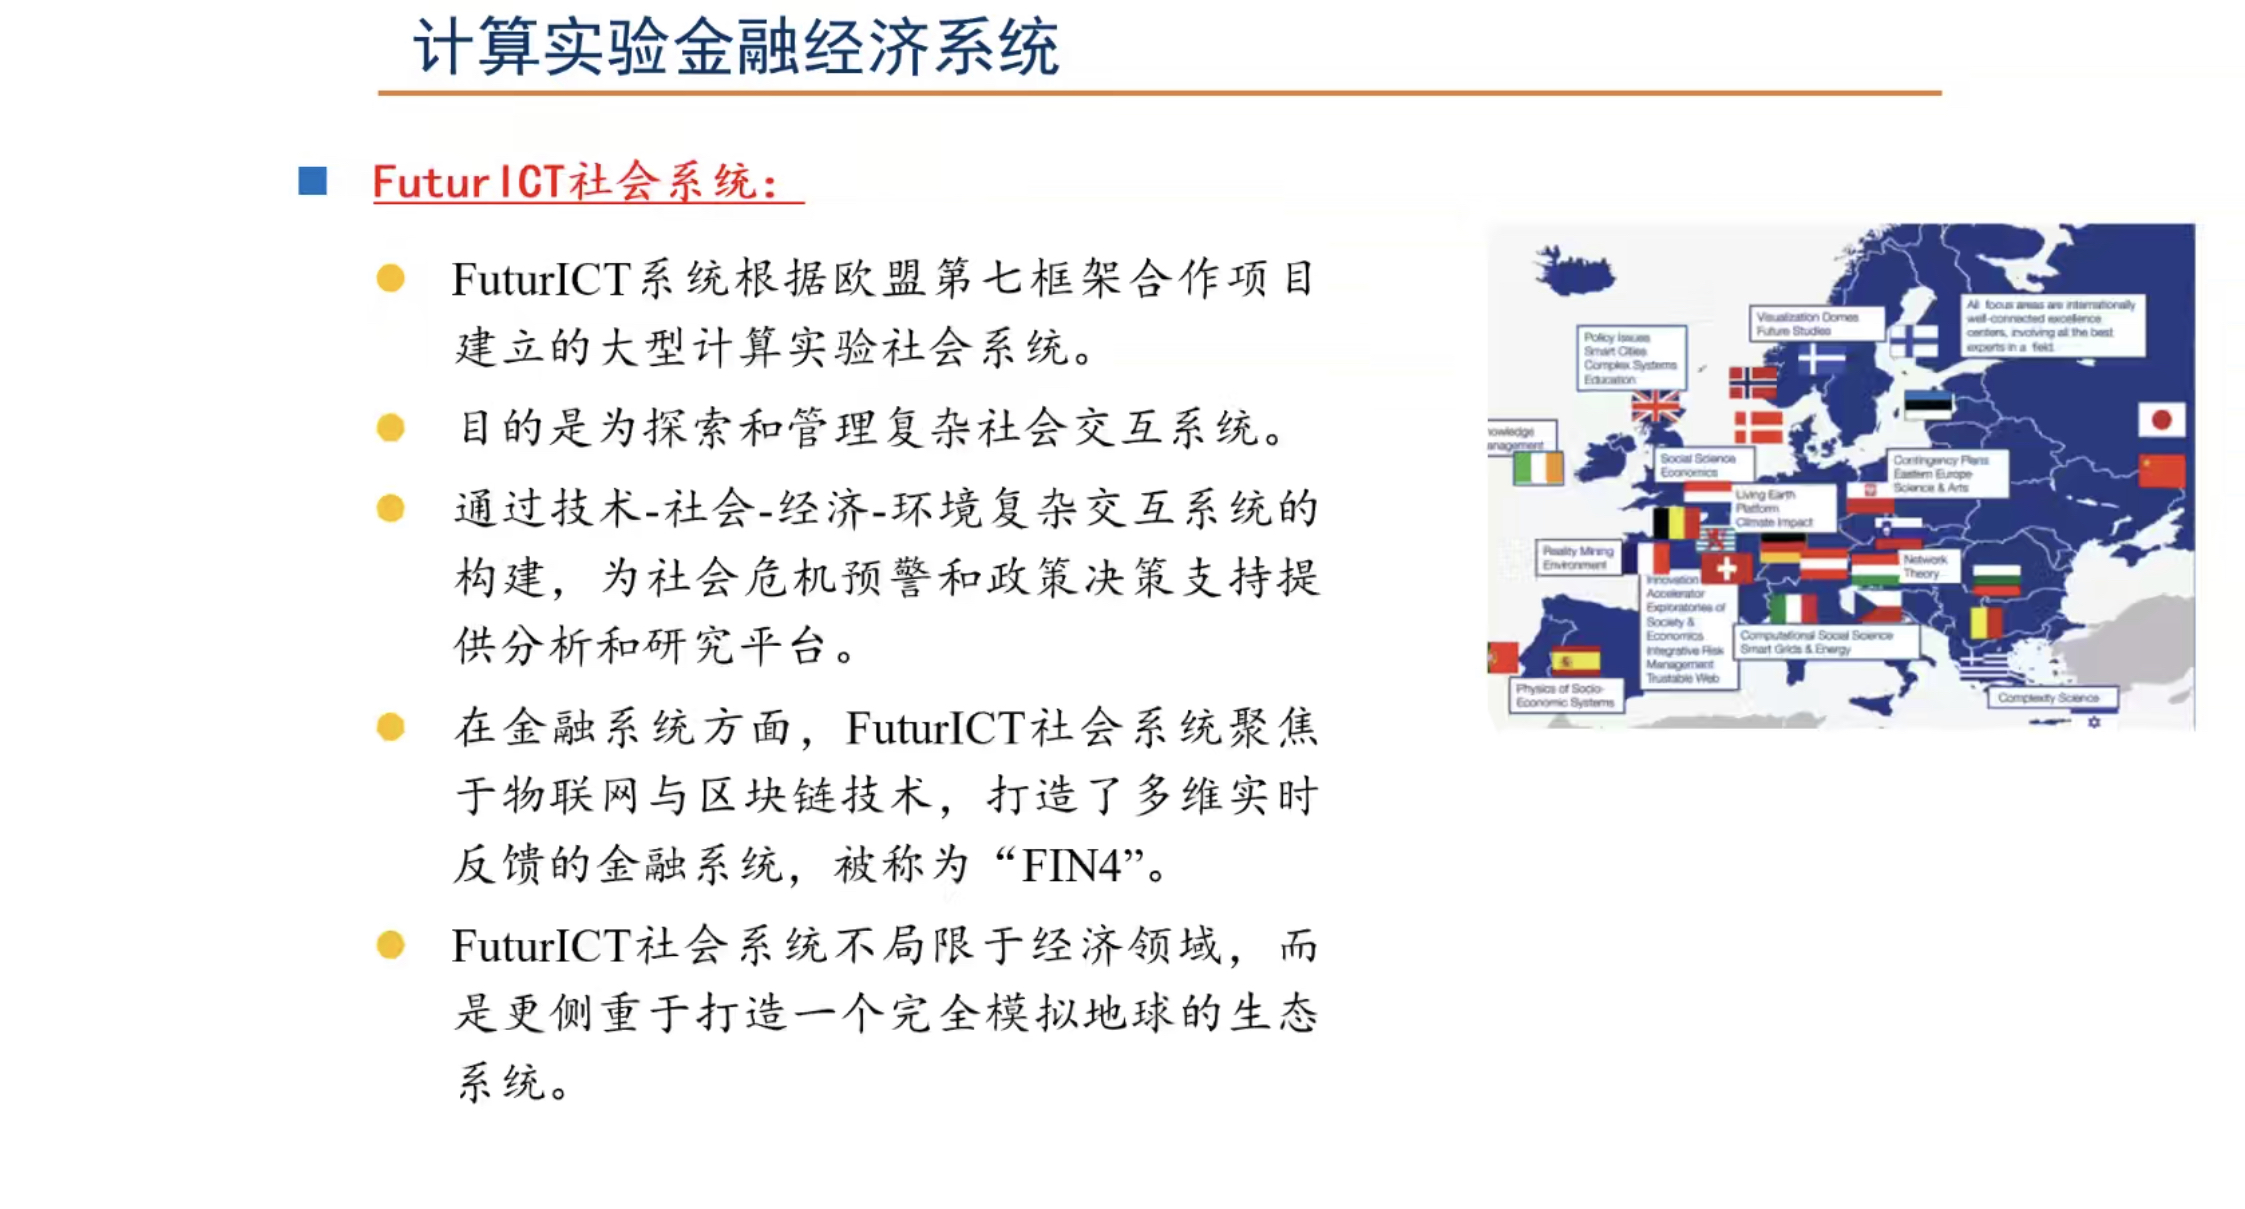 计算实验金融经济系统
FuturICT社会系统：
FuturICT系统根据欧盟第七框架合作项目
建立的大型计算实验社会系统。
目的是为探索和管理复杂社会交互系统。
通过技术-社会-经济-环境复杂交互系统的
构建，为社会危机预警和政策决策支持提
供分析和研究平台。
在金融系统方面，FuturICT社会系统聚焦
于物联网与区块链技术，打造了多维实时
反馈的金融系统，被称为“FIN4”。
FuturICT社会系统不局限于经济领域，而
是更侧重于打造一个完全模拟地球的生态
系统。
Visualization Domes
Future Studies
All focus areas are internationally
well-connected excellence
centers, involving all the best
experts in a field.
Policy Issues
Smart Cities
Complex Systems
Education
nowledge
anagement
Social Science
Economics
Contingency Plans
Eastern Europe
Science & Arts
Living Earth
Platform
Climate Impact
Reality Mining
Environment
Network
Theory
Innovation
Accelerator
Exploratories of
Society &
Economics
Integrative Risk
Management
Trustable Web
Computational Social Science
Smart Grids & Energy
Physics of Socio-
Economic Systems
Complexity Science